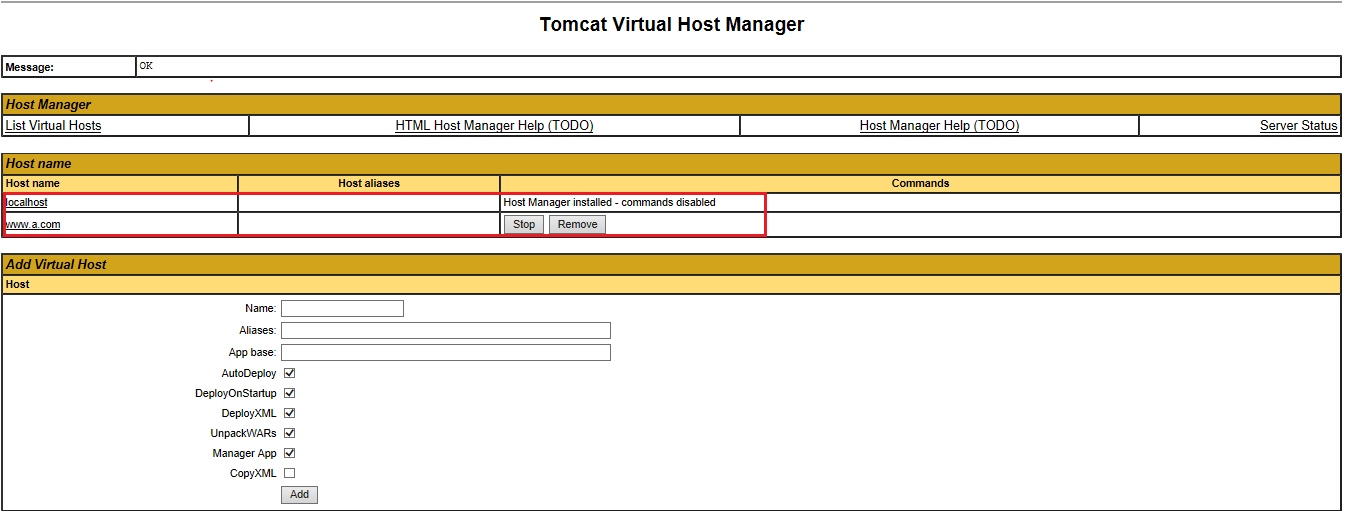 Tomcat Virtual Host Manager
Message: OK
Host Manager
List Virtual Hosts HTML Host Manager Help (TODO) Host Manager Help (TODO) Server Status
Host name
Host name Host aliases Commands
localhost Host Manager installed - commands disabled
www.a.com Stop Remove
Add Virtual Host
Host
Name:
Aliases:
App base:
AutoDeploy
DeployOnStartup
DeployXML
UnpackWARs
Manager App
CopyXML
Add